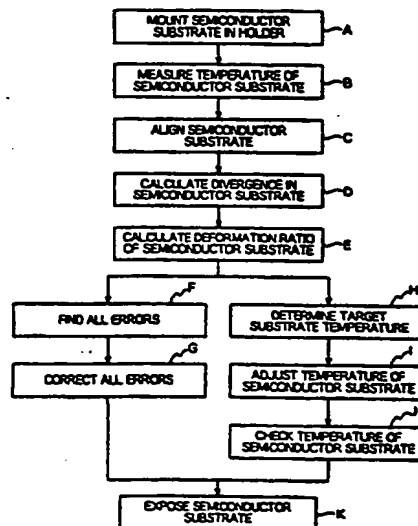 MOUNT SEMICONDUCTOR
SUBSTRATE IN HOLDER
A
MEASURE TEMPERATURE OF
SEMICONDUCTOR SUBSTRATE
B
ALIGN SEMICONDUCTOR
SUBSTRATE
C
CALCULATE DIVERGENCE IN
SEMICONDUCTOR SUBSTRATE
D
CALCULATE DEFORMATION RATIO
OF SEMICONDUCTOR SUBSTRATE
E
F
FIND ALL ERRORS
G
CORRECT ALL ERRORS
H
DETERMINE TARGET
SUBSTRATE TEMPERATURE
I
ADJUST TEMPERATURE OF
SEMICONDUCTOR SUBSTRATE
J
CHECK TEMPERATURE OF
SEMICONDUCTOR SUBSTRATE
EXPOSE SEMICONDUCTOR
SUBSTRATE
K